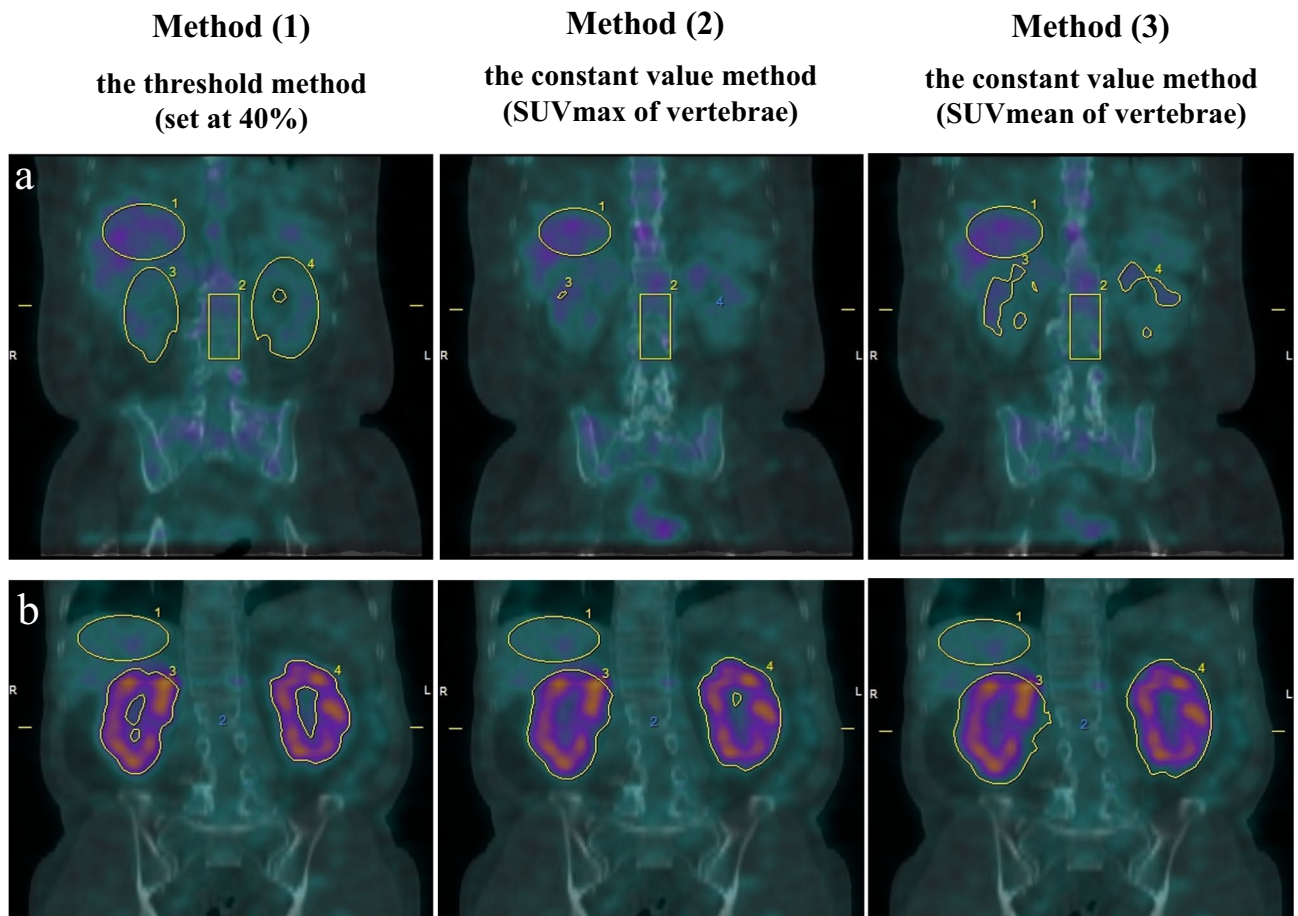 Method (1)
the threshold method
(set at 40%)
Method (2)
the constant value method
(SUVmax of vertebrae)
Method (3)
the constant value method
(SUVmean of vertebrae)
a
1
3
4
2
R
L
1
3
2
4
R
L
1
3
4
2
R
L
b
1
3
4
R
L
2
1
3
4
R
L
2
1
3
4
R
L
2